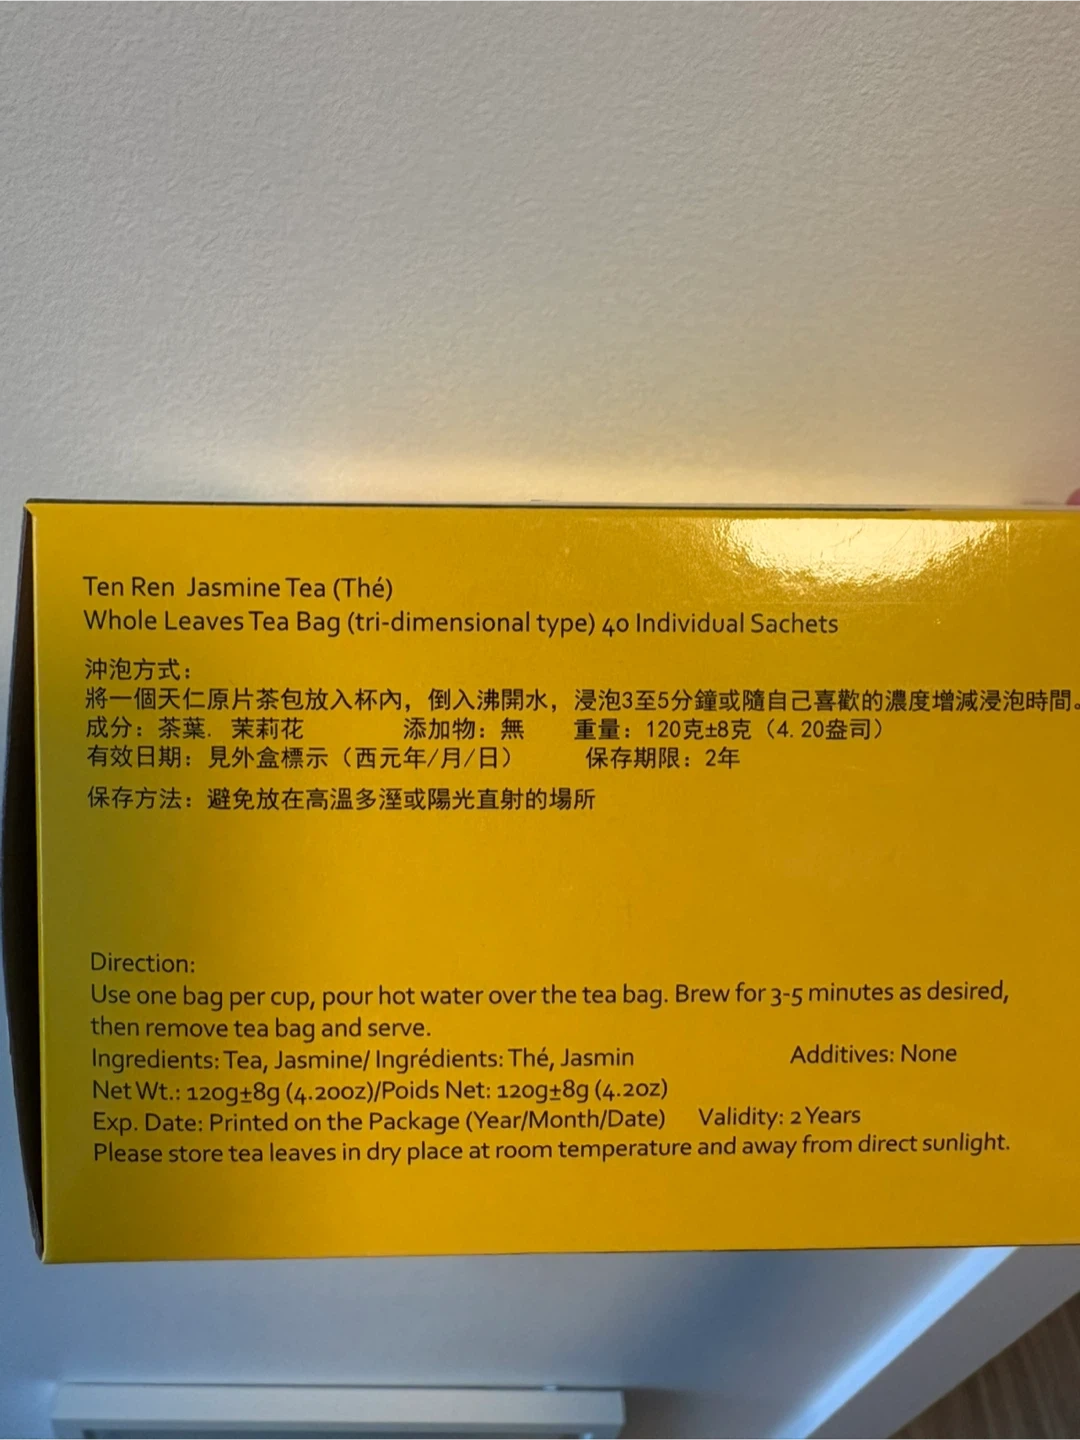 Ten Ren Jasmine Tea (Thé)
Whole Leaves Tea Bag (tri-dimensional type) 40 Individual Sachets
沖泡方式：
將一個天仁原片茶包放入杯內，倒入沸開水，浸泡3至5分鐘或隨自己喜歡的濃度增減浸泡時間。
成分：茶葉．茉莉花 添加物：無 重量：120克±8克（4.20盎司）
有效日期：見外盒標示（西元年/月/日） 保存期限：2年
保存方法：避免放在高溫多溼或陽光直射的場所
Direction:
Use one bag per cup, pour hot water over the tea bag. Brew for 3-5 minutes as desired,
then remove tea bag and serve.
Ingredients: Tea, Jasmine/ Ingrédients: Thé, Jasmin Additives: None
Net Wt.: 120g±8g (4.20oz)/Poids Net: 120g±8g (4.2oz)
Exp. Date: Printed on the Package (Year/Month/Date) Validity: 2 Years
Please store tea leaves in dry place at room temperature and away from direct sunlight.